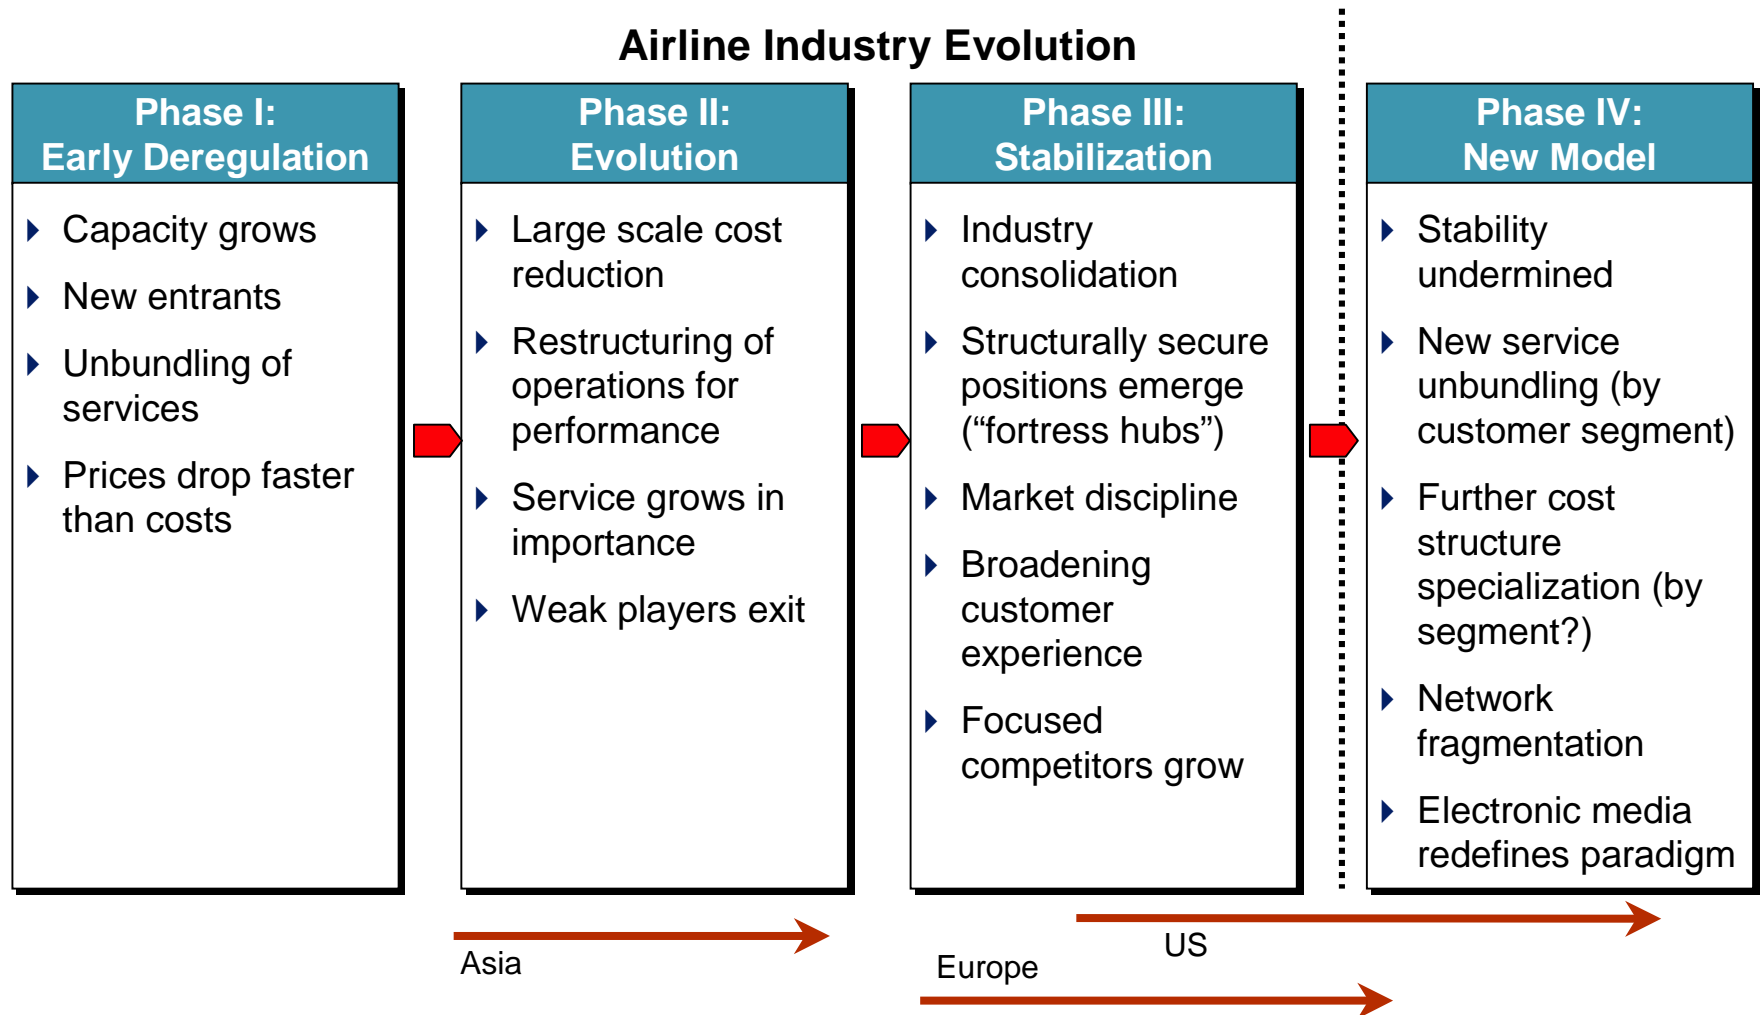 Airline Industry Evolution
Phase I:
Early Deregulation
Capacity grows
New entrants
Unbundling of
services
Prices drop faster
than costs
Phase II:
Evolution
Large scale cost
reduction
Restructuring of
operations for
performance
Service grows in
importance
Weak players exit
Phase III:
Stabilization
Industry
consolidation
Structurally secure
positions emerge
(“fortress hubs”)
Market discipline
Broadening
customer
experience
Focused
competitors grow
Phase IV:
New Model
Stability
undermined
New service
unbundling (by
customer segment)
Further cost
structure
specialization (by
segment?)
Network
fragmentation
Electronic media
redefines paradigm
Asia
Europe
US